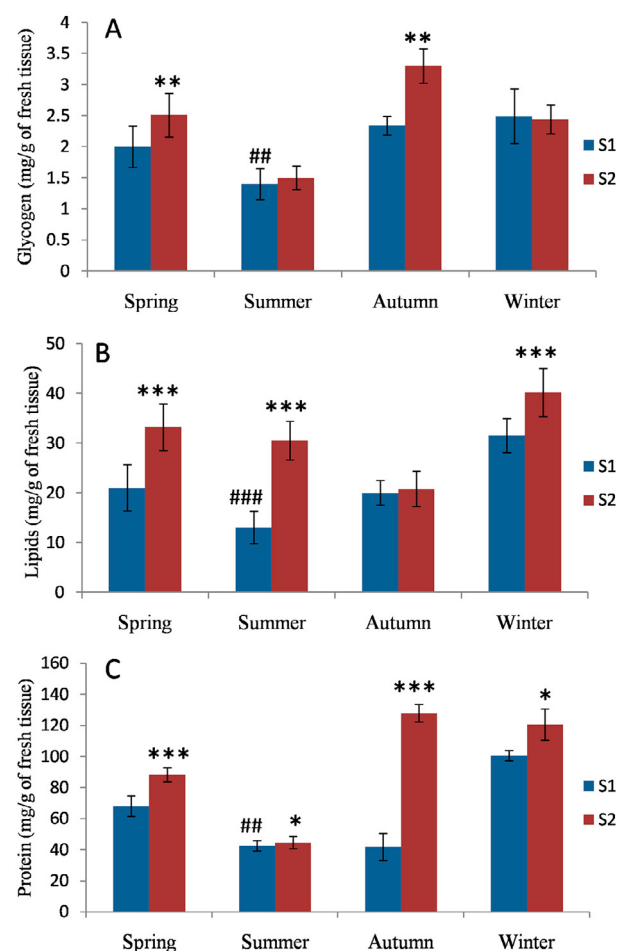 A
Glycogen (mg/g of fresh tissue)
4
3.5
3
2.5
2
1.5
1
0.5
0
**
##
**
Spring Summer Autumn Winter
S1
S2
B
Lipids (mg/g of fresh tissue)
50
40
30
20
10
0
***
###
***
***
Spring Summer Autumn Winter
S1
S2
C
Protein (mg/g of fresh tissue)
160
140
120
100
80
60
40
20
0
***
##
*
***
*
Spring Summer Autumn Winter
S1
S2